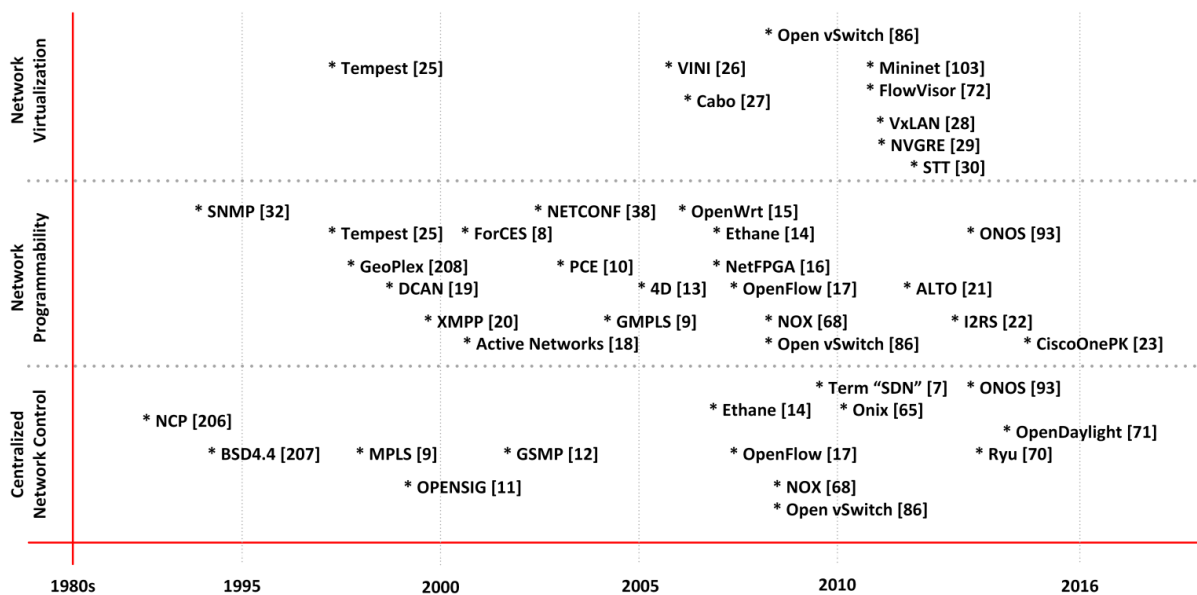 Network
Virtualization
* Open vSwitch [86]
* Tempest [25]
* VINI [26]
* Mininet [103]
* FlowVisor [72]
* Cabo [27]
* VxLAN [28]
* NVGRE [29]
* STT [30]
Network
Programmability
* SNMP [32]
* NETCONF [38]
* OpenWrt [15]
* Tempest [25]
* ForCES [8]
* Ethane [14]
* ONOS [93]
* GeoPlex [208]
* PCE [10]
* NetFPGA [16]
* DCAN [19]
* 4D [13]
* OpenFlow [17]
* ALTO [21]
* XMPP [20]
* GMPLS [9]
* NOX [68]
* I2RS [22]
* Active Networks [18]
* Open vSwitch [86]
* CiscoOnePK [23]
Centralized
Network Control
* Term “SDN” [7]
* ONOS [93]
* Ethane [14]
* Onix [65]
* NCP [206]
* OpenDaylight [71]
* BSD4.4 [207]
* MPLS [9]
* GSMP [12]
* OpenFlow [17]
* Ryu [70]
* OPENSIG [11]
* NOX [68]
* Open vSwitch [86]
1980s
1995
2000
2005
2010
2016